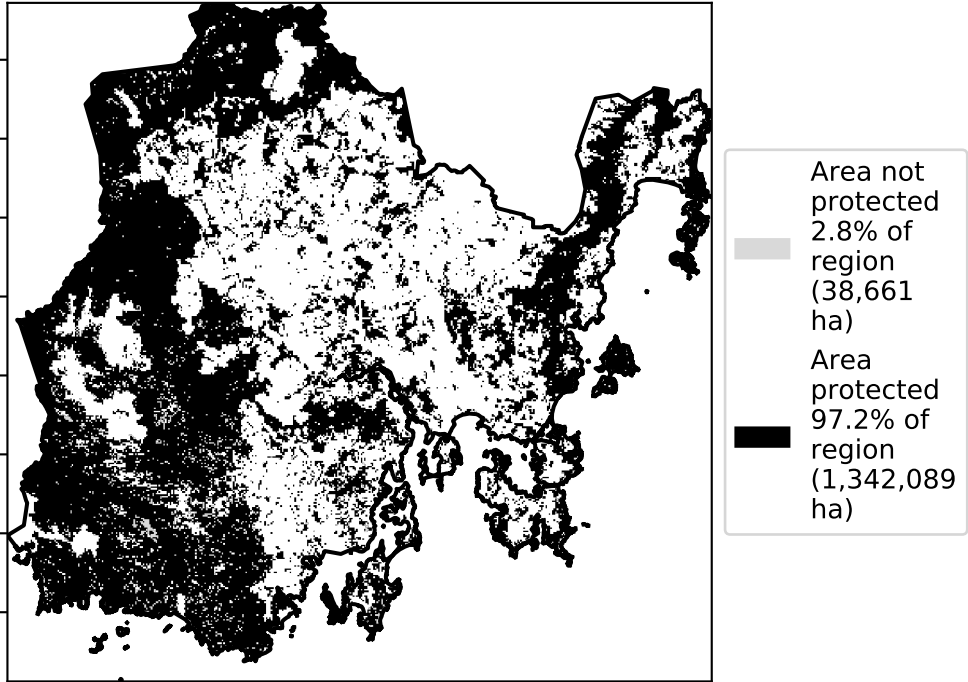 Area not
protected
2.8% of
region
(38,661
ha)
Area
protected
97.2% of
region
(1,342,089
ha)